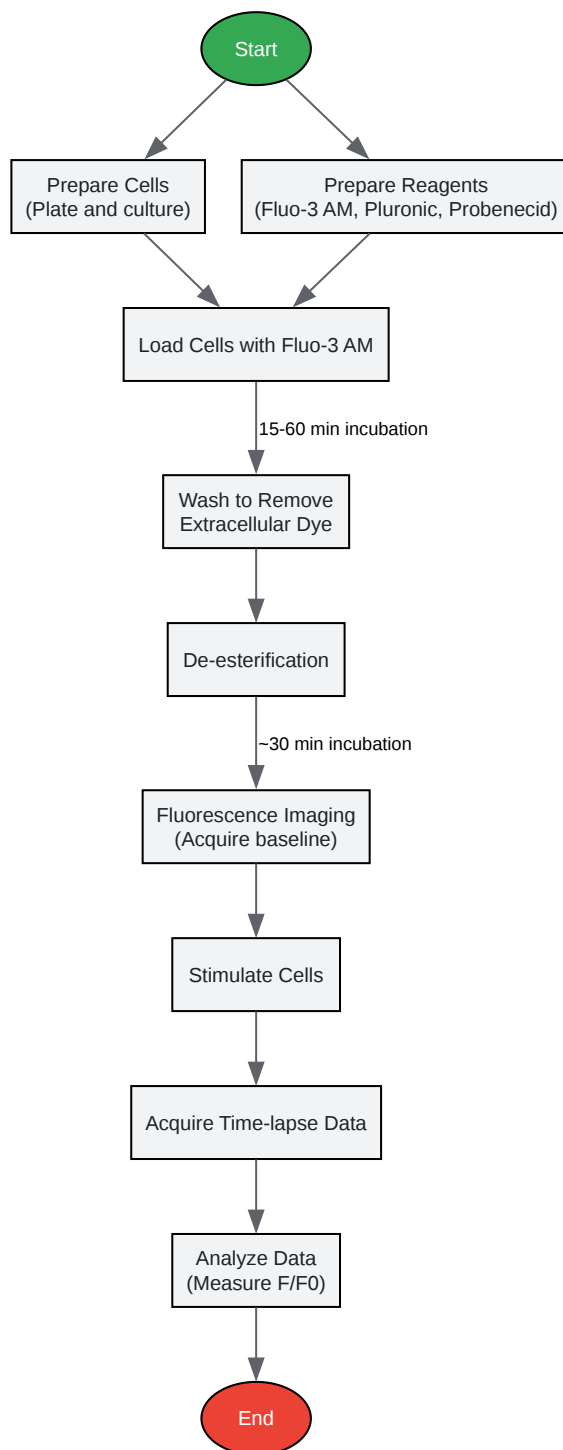 Start
Prepare Cells
(Plate and culture)
Prepare Reagents
(Fluo-3 AM, Pluronic, Probenecid)
Load Cells with Fluo-3 AM
15-60 min incubation
Wash to Remove
Extracellular Dye
De-esterification
~30 min incubation
Fluorescence Imaging
(Acquire baseline)
Stimulate Cells
Acquire Time-lapse Data
Analyze Data
(Measure F/F0)
End